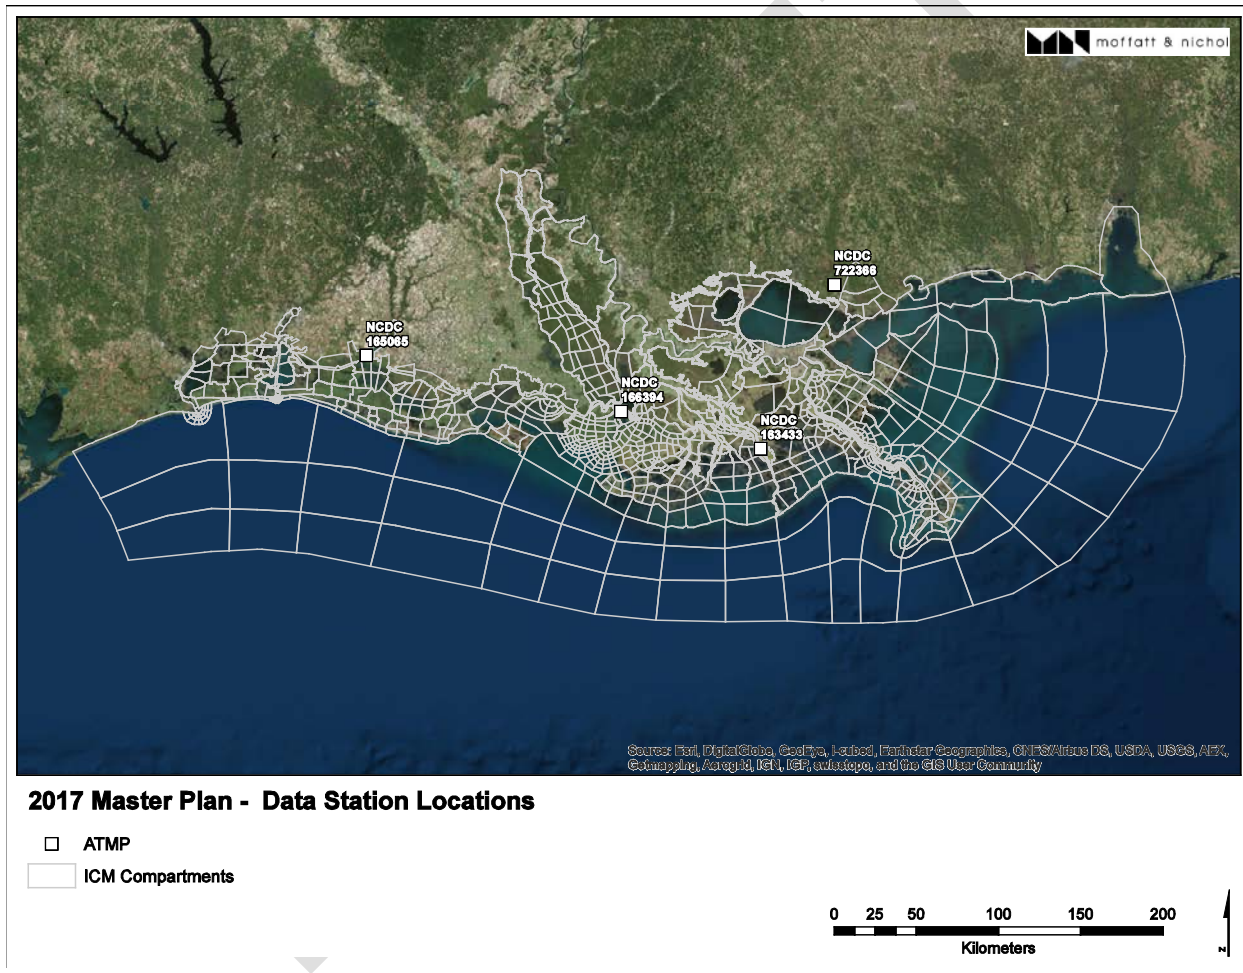 moffatt & nichol
NCDC
722366
NCDC
165065
NCDC
166394
NCDC
163433
Source: Esri, DigitalGlobe, GeoEye, i-cubed, Earthstar Geographics, CNES/Airbus DS, USDA, USGS, AEX,
Getmapping, Aerogrid, IGN, IGP, swisstopo, and the GIS User Community
2017 Master Plan - Data Station Locations
ATMP
ICM Compartments
0 25 50 100 150 200
Kilometers
N